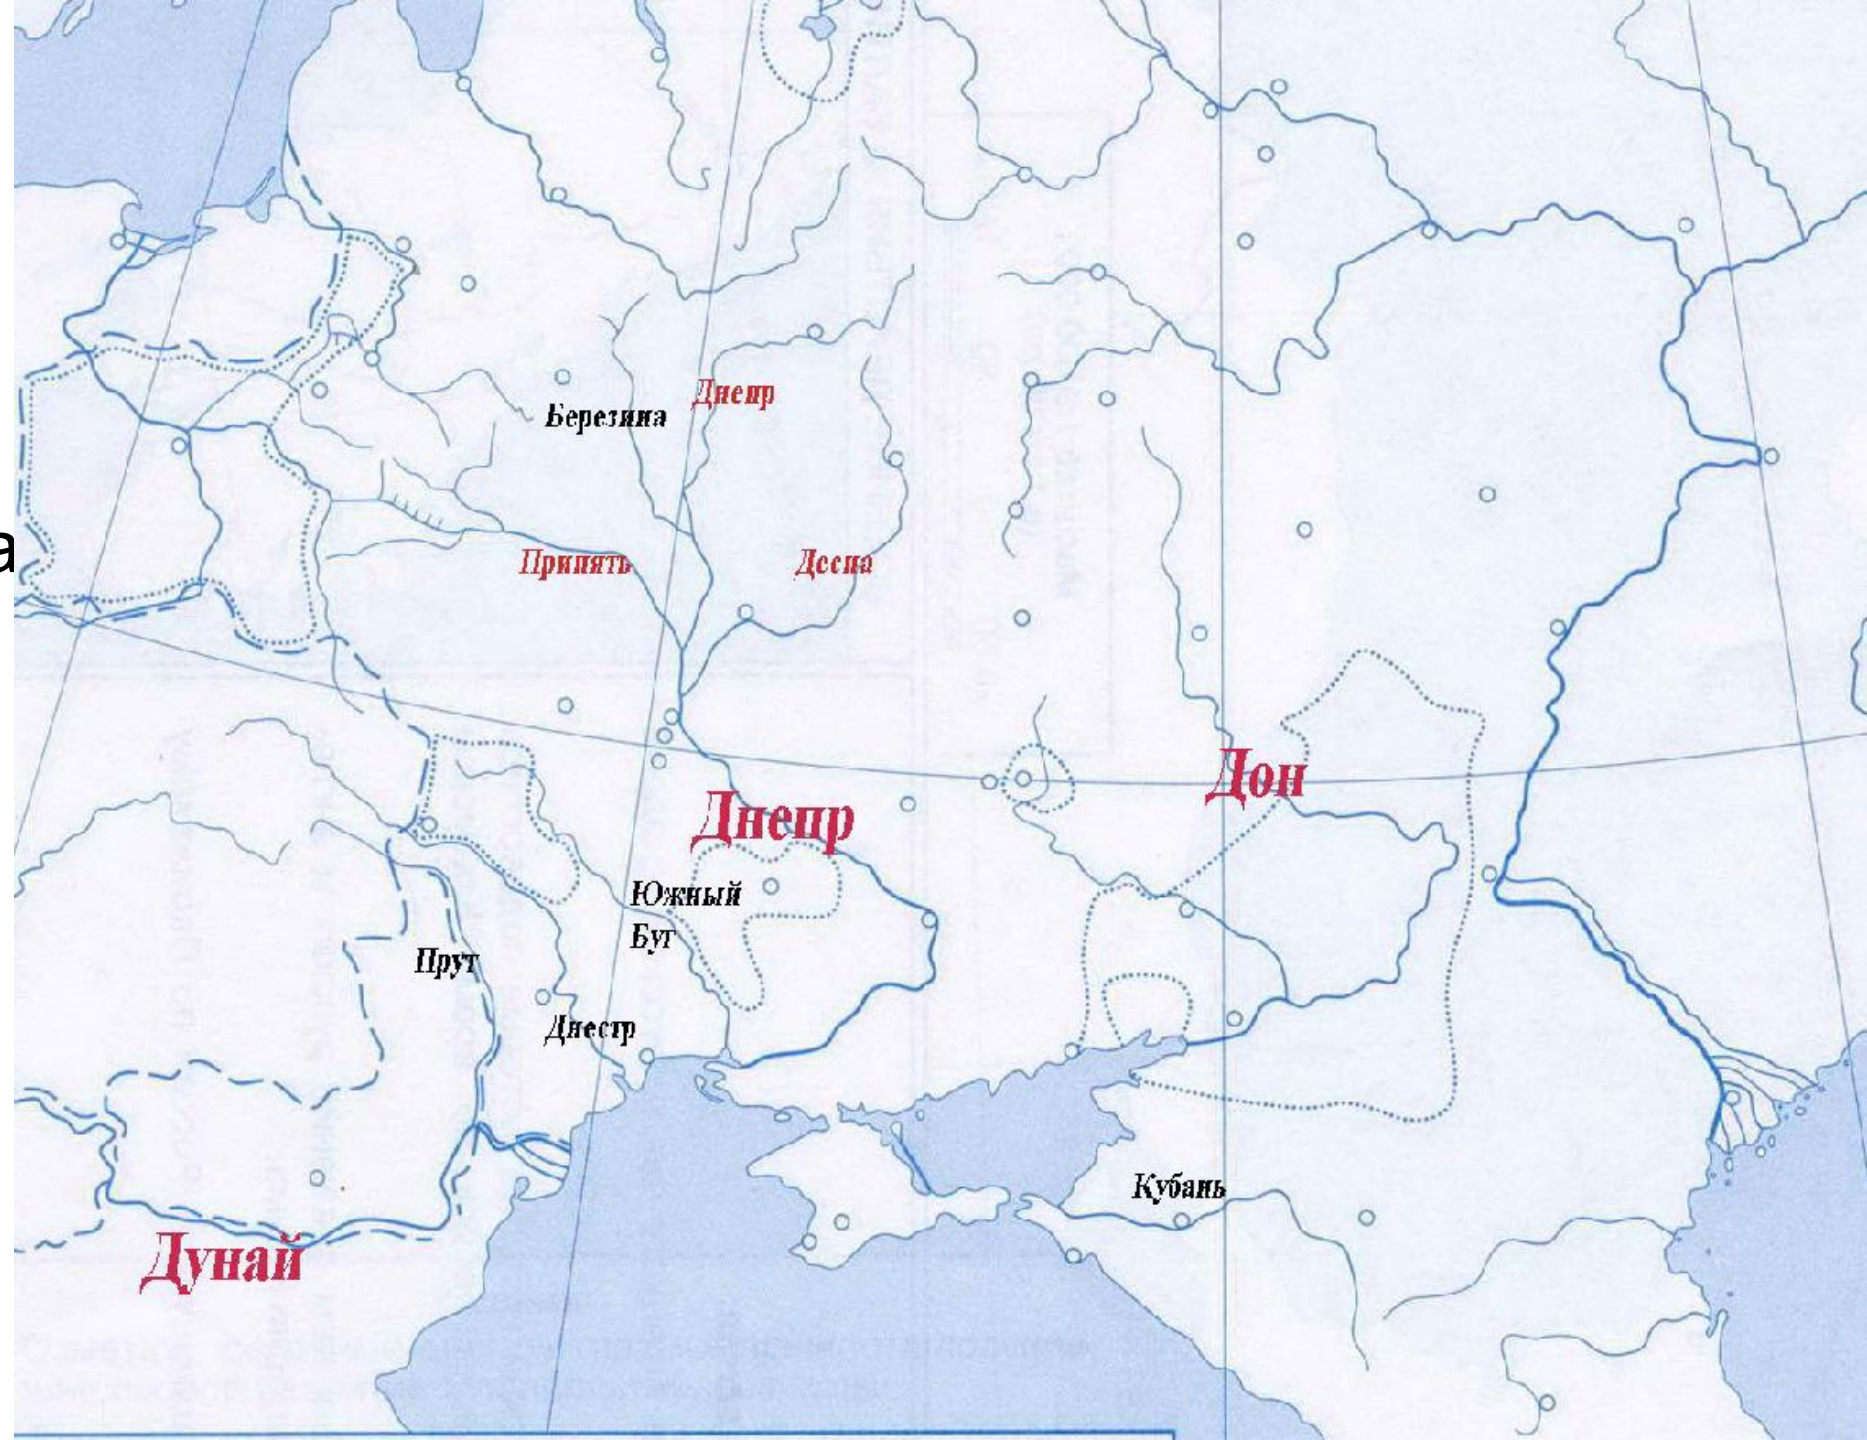 Днепр
Березина
а
Припять
Десна
Дон
Днепр
Южный
Буг
Прут
Днестр
Кубань
Дунай